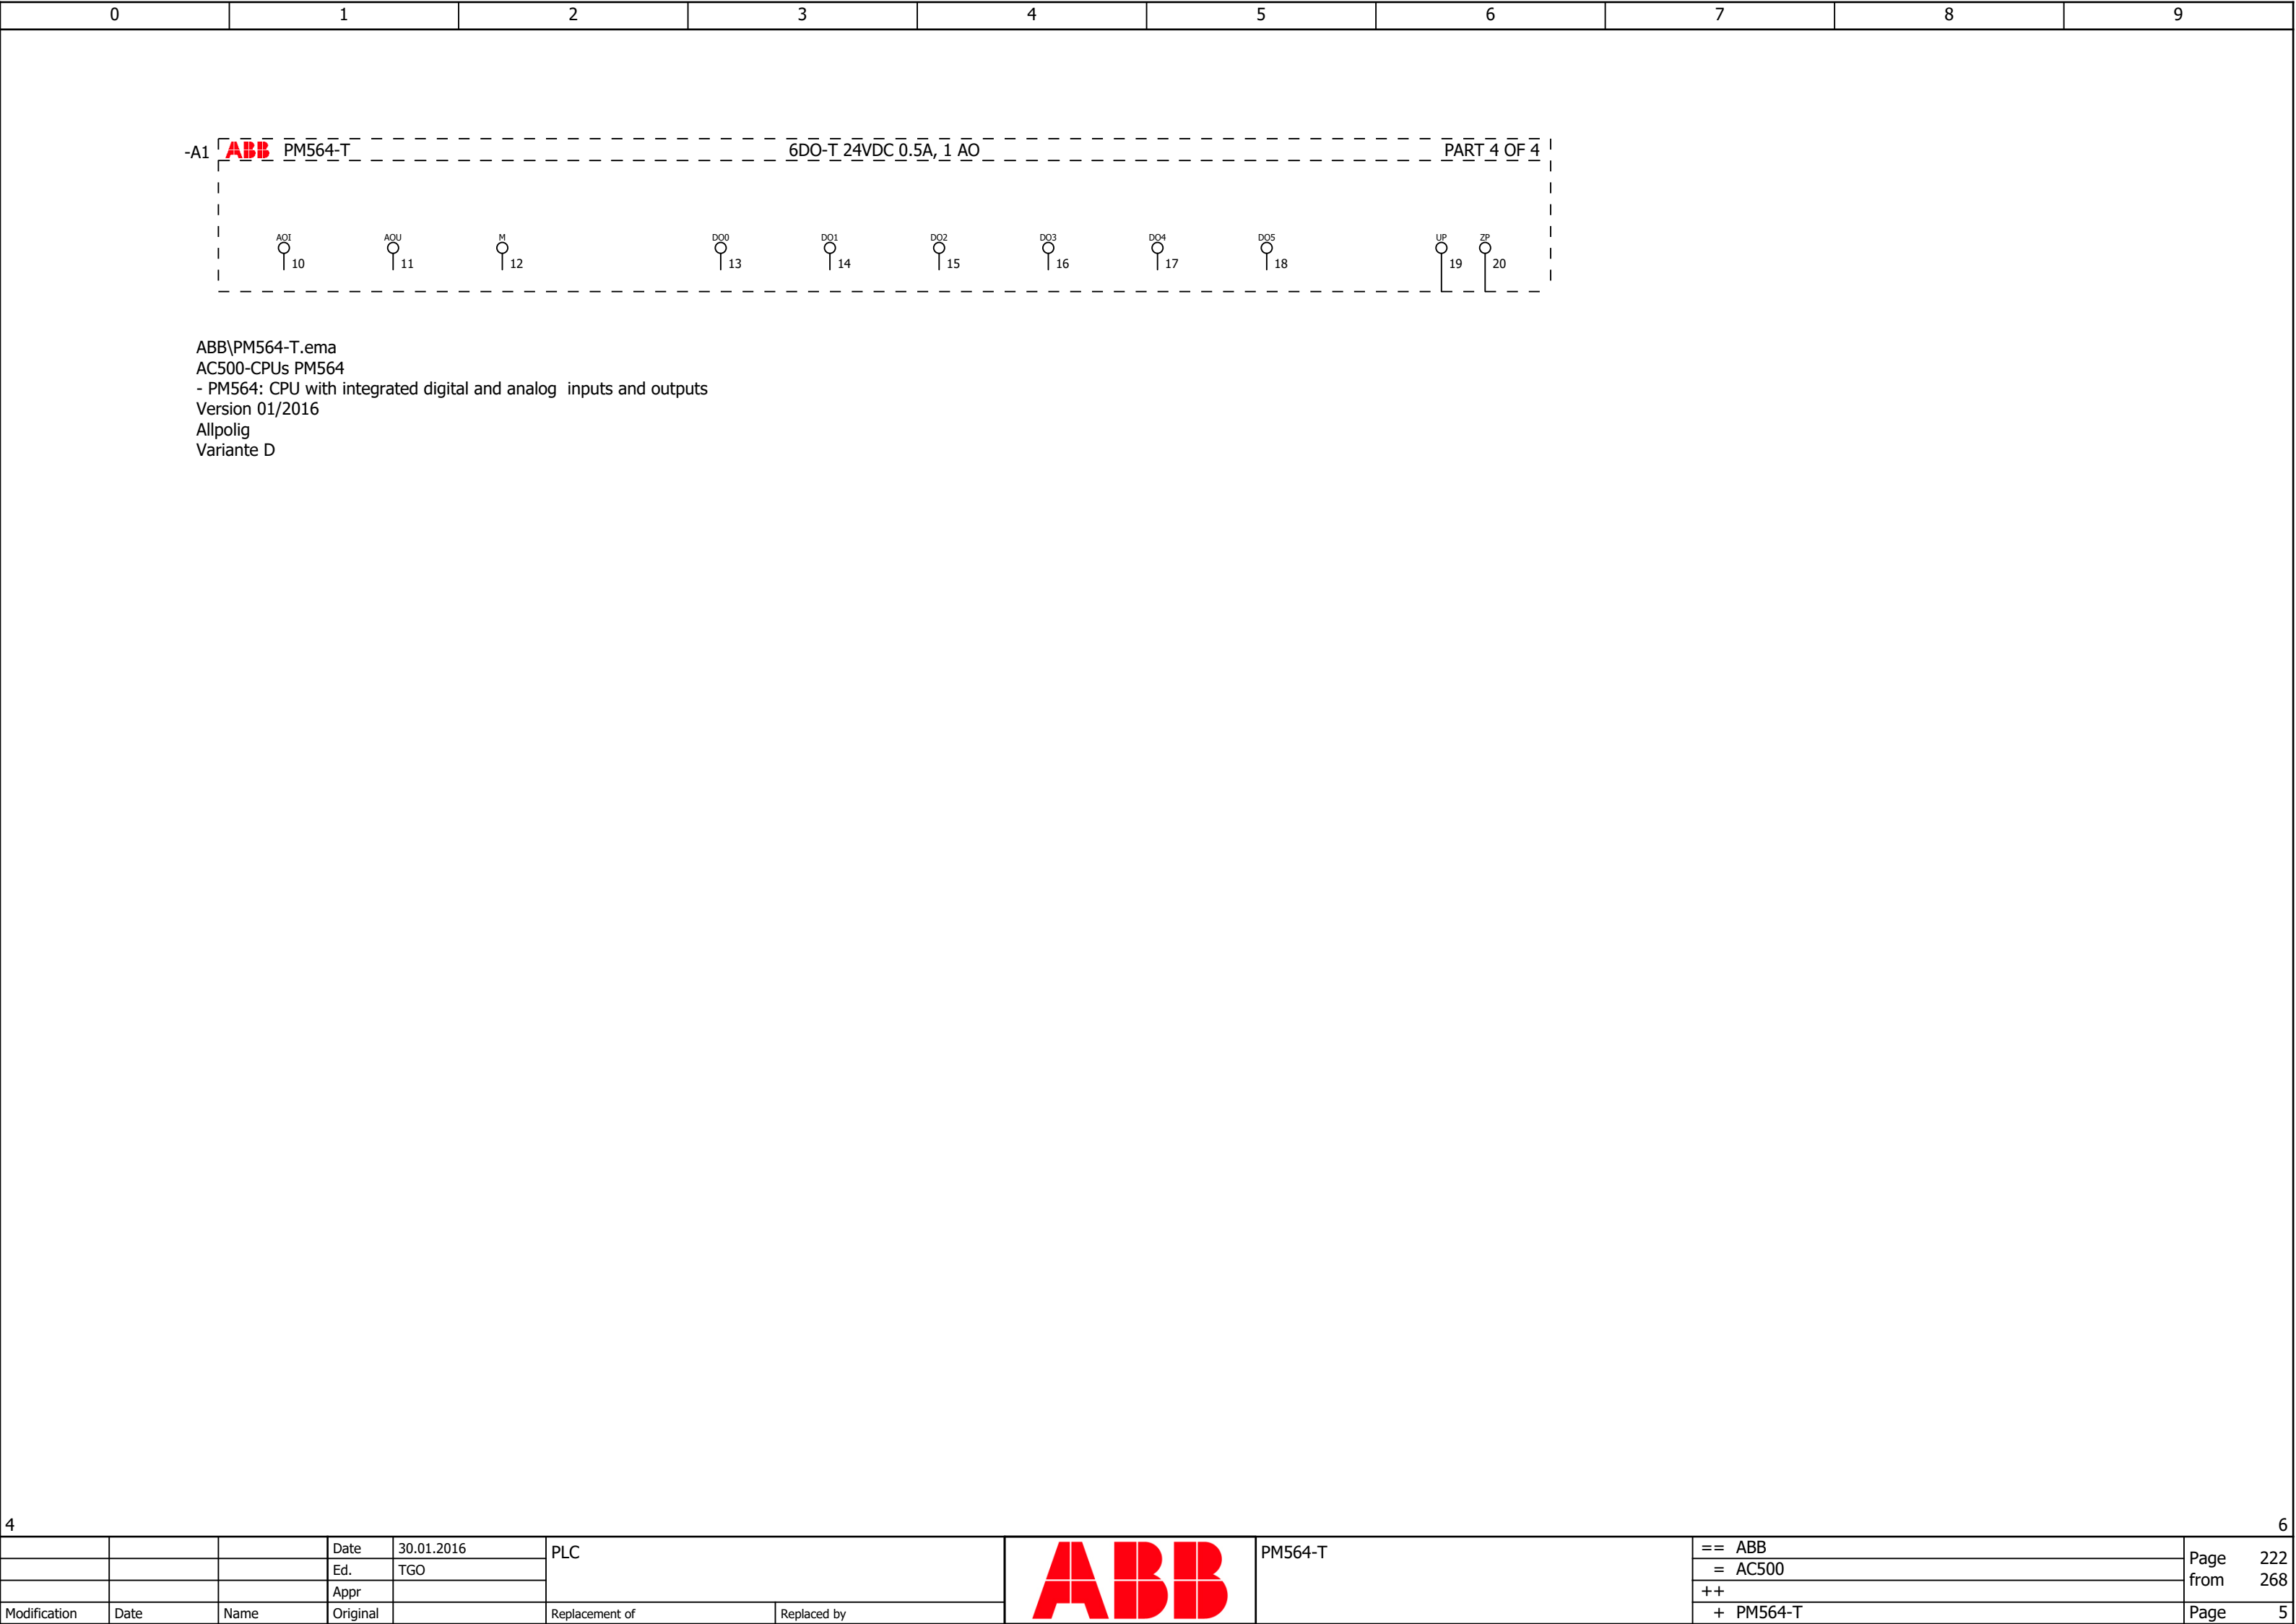 0 1 2 3 4 5 6 7 8 9
-A1 ABB PM564-T 6DO-T 24VDC 0.5A, 1 AO PART 4 OF 4
AOI AOU M DO0 DO1 DO2 DO3 DO4 DO5 UP ZP
10 11 12 13 14 15 16 17 18 19 20
ABB\PM564-T.ema
AC500-CPUs PM564
- PM564: CPU with integrated digital and analog  inputs and outputs
Version 01/2016
Allpolig
Variante D
4 6
Date 30.01.2016 PLC ABB PM564-T == ABB Page 222
Ed. TGO = AC500 from 268
Appr ++
Modification Date Name Original Replacement of Replaced by + PM564-T Page 5